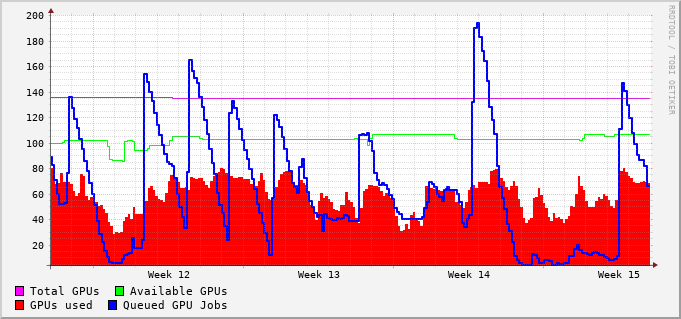 200
180
160
140
120
100
80
60
40
20
Week 12 Week 13 Week 14 Week 15
Total GPUs Available GPUs
GPUs used Queued GPU Jobs
RRDTOOL / TOBI OETIKER